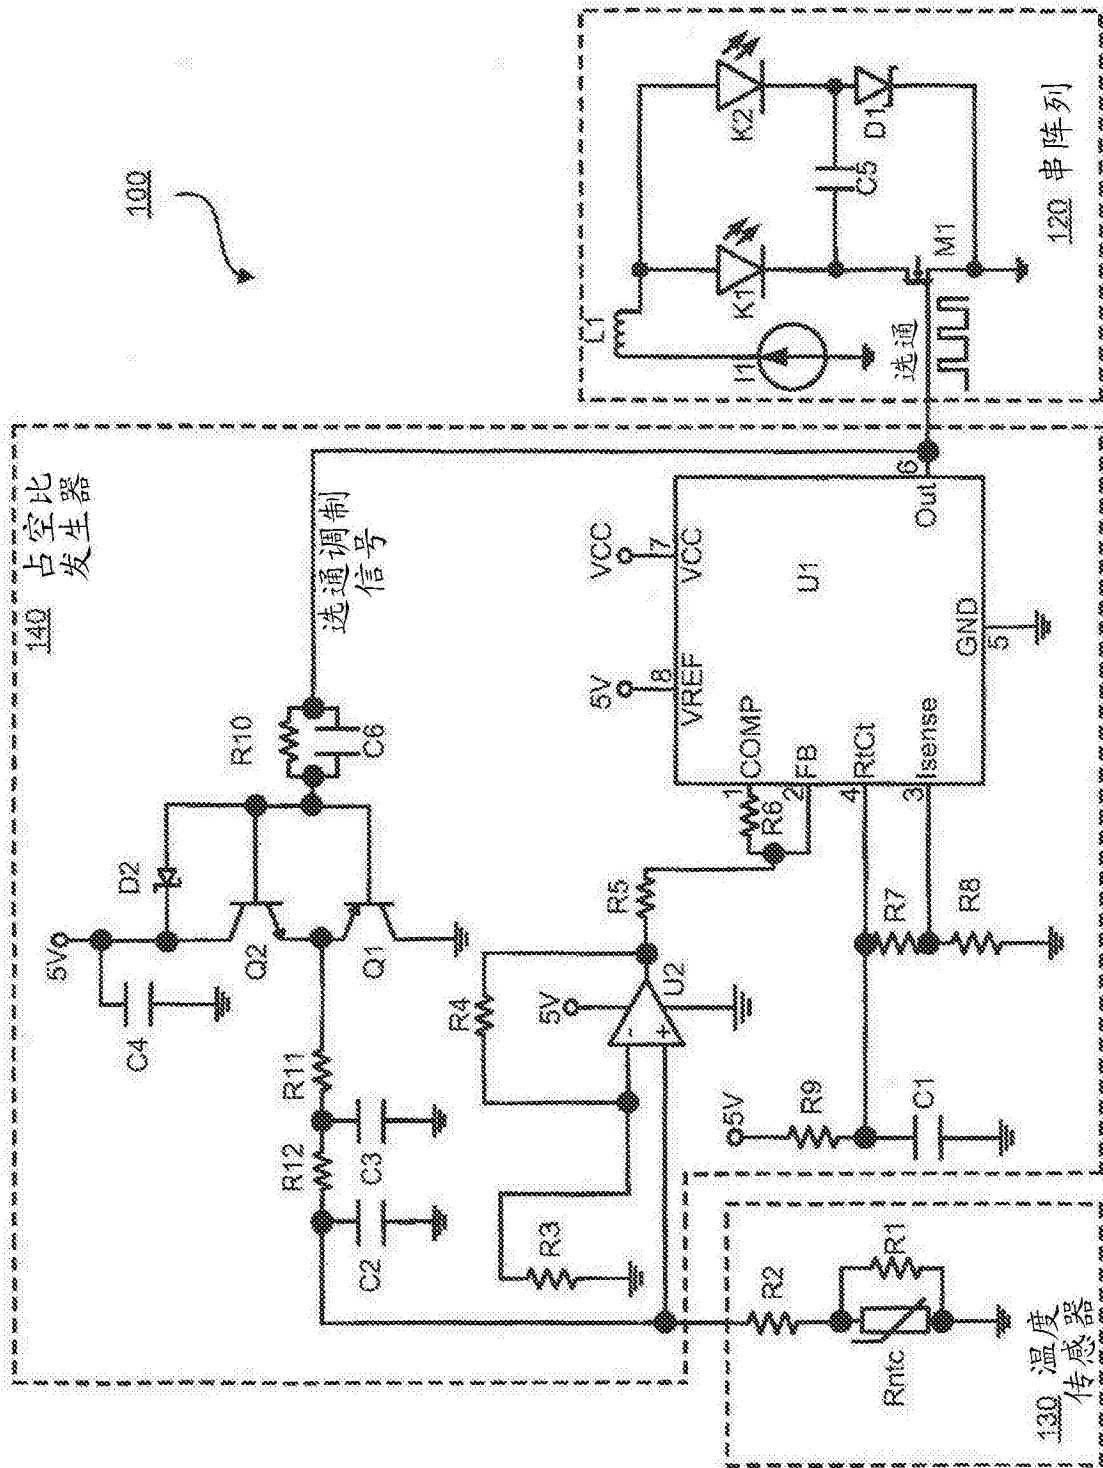 100
140 占空比
发生器
5V
C4
D2
Q2
Q1
R10
C6
选通调制
信号
R11
R12
C3
C2
R3
R4
5V
U2
-
+
R5
R6
5V
VCC
8
7
VREF
VCC
1
COMP
2
FB
4
RtCt
3
Isense
U1
6
Out
GND
5
R7
R8
5V
R9
C1
L1
I1
K1
K2
C5
D1
选通
M1
120 串阵列
R2
R1
Rntc
130 温度
传感器